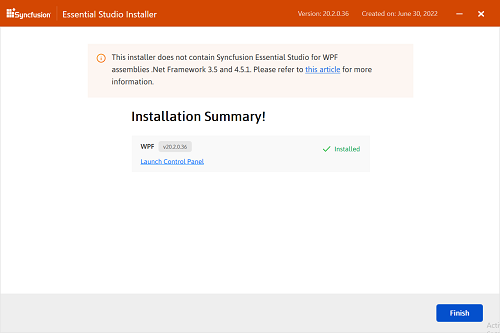 Syncfusion | Essential Studio Installer Version: 20.2.0.36 Created on: June 30, 2022
This installer does not contain Syncfusion Essential Studio for WPF
assemblies .Net Framework 3.5 and 4.5.1. Please refer to this article for more
information.
Installation Summary!
WPF v20.2.0.36 Installed
Launch Control Panel
Finish
Acti